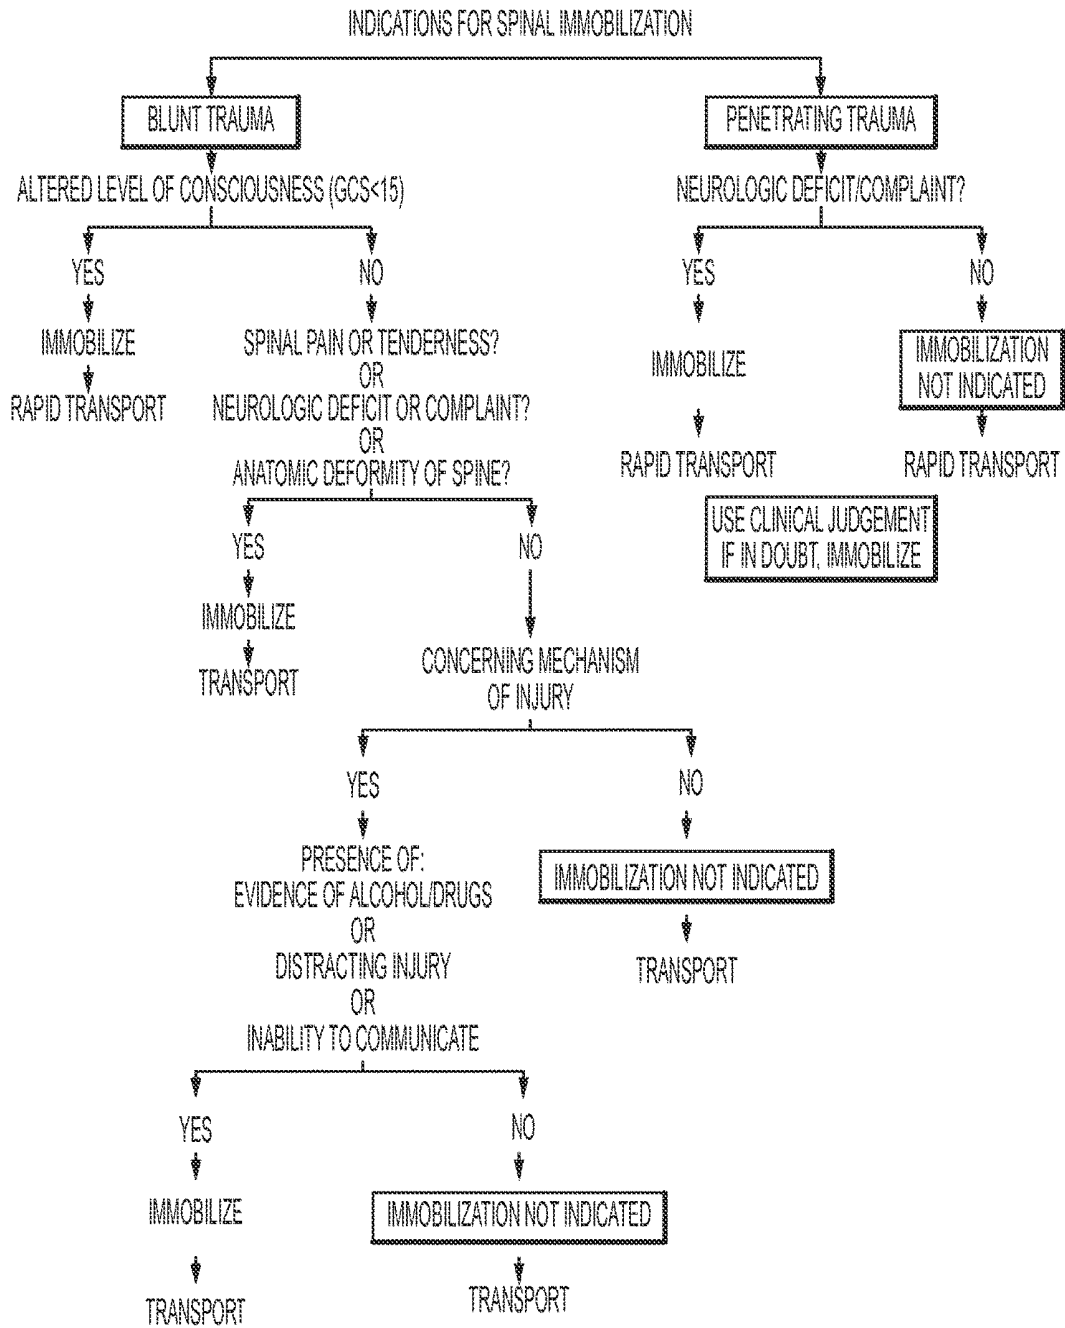 INDICATIONS FOR SPINAL IMMOBILIZATION
BLUNT TRAUMA
PENETRATING TRAUMA
ALTERED LEVEL OF CONSCIOUSNESS (GCS<15)
NEUROLOGIC DEFICIT/COMPLAINT?
YES
NO
YES
NO
IMMOBILIZE
SPINAL PAIN OR TENDERNESS?
OR
NEUROLOGIC DEFICIT OR COMPLAINT?
OR
ANATOMIC DEFORMITY OF SPINE?
RAPID TRANSPORT
IMMOBILIZE
IMMOBILIZATION
NOT INDICATED
RAPID TRANSPORT
RAPID TRANSPORT
USE CLINICAL JUDGEMENT
IF IN DOUBT, IMMOBILIZE
YES
NO
IMMOBILIZE
TRANSPORT
CONCERNING MECHANISM
OF INJURY
YES
NO
PRESENCE OF:
EVIDENCE OF ALCOHOL/DRUGS
OR
DISTRACTING INJURY
OR
INABILITY TO COMMUNICATE
IMMOBILIZATION NOT INDICATED
TRANSPORT
YES
NO
IMMOBILIZE
IMMOBILIZATION NOT INDICATED
TRANSPORT
TRANSPORT